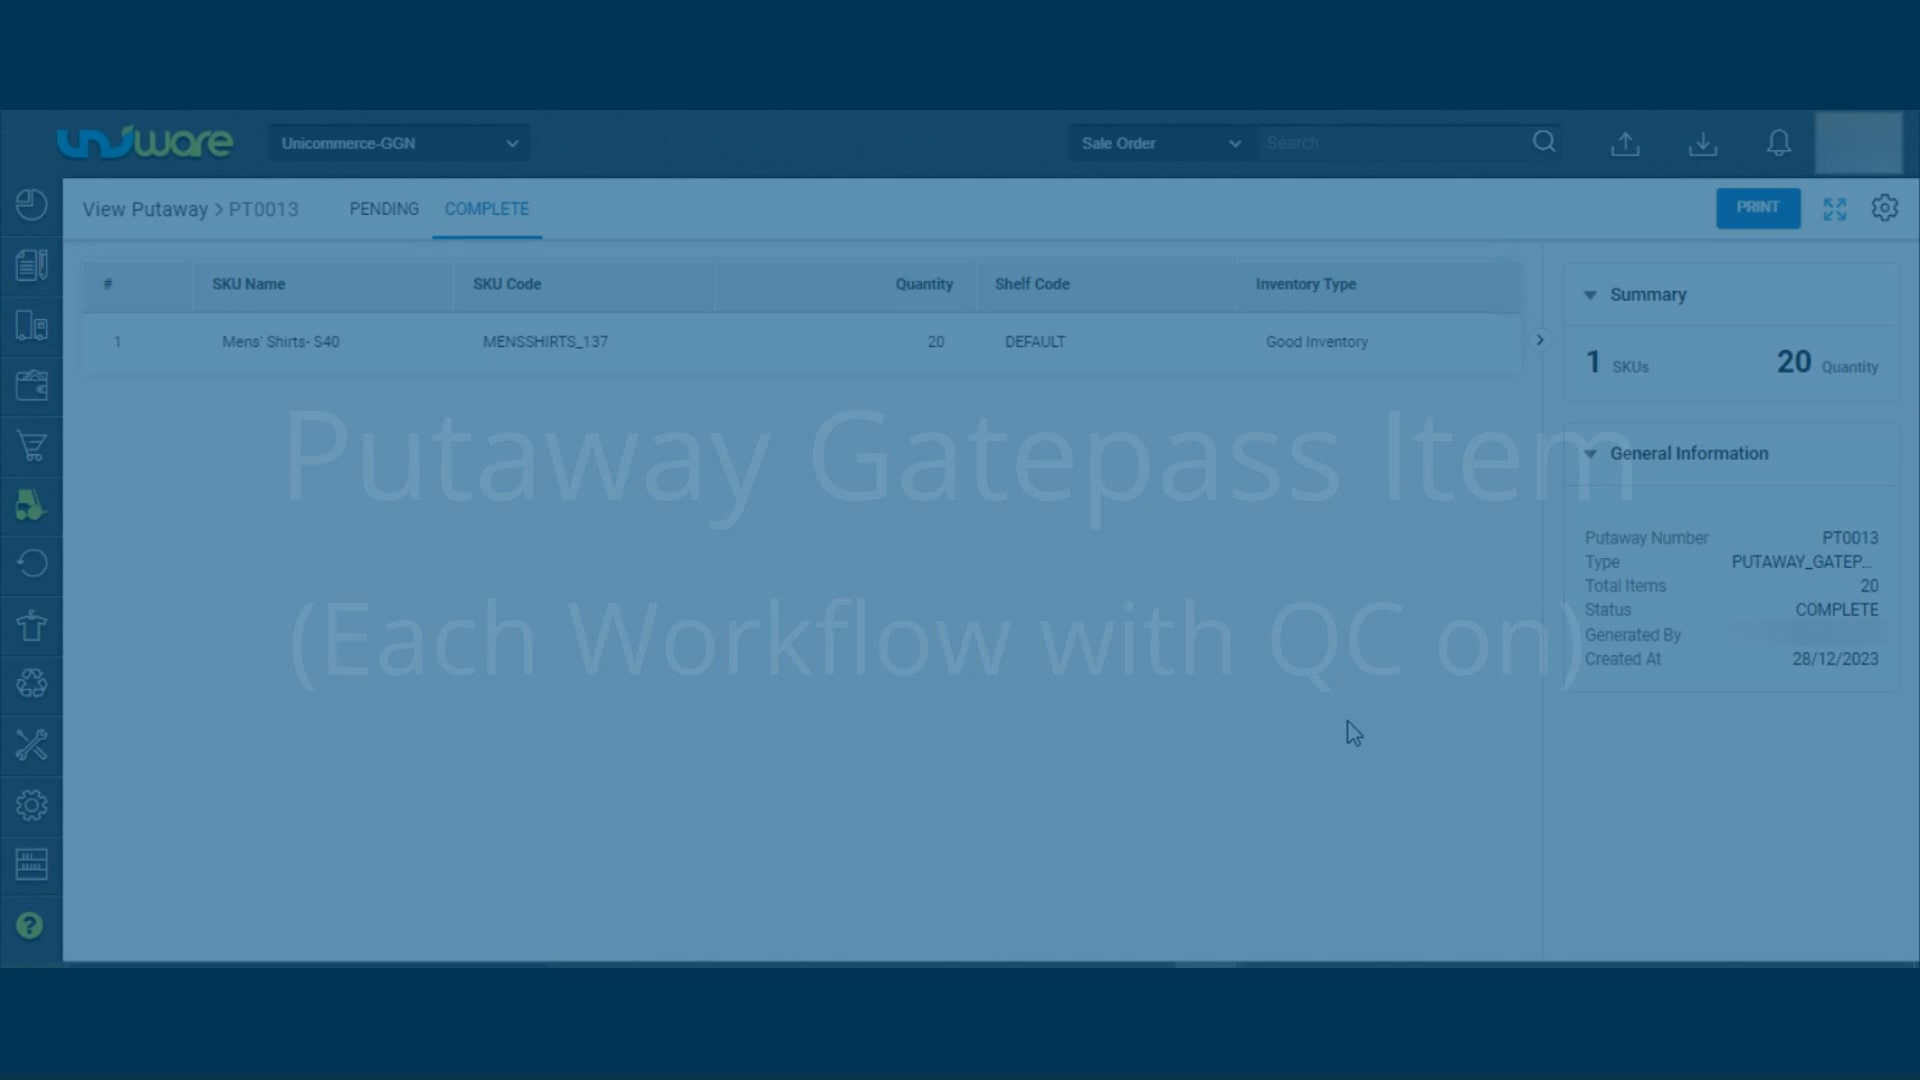 uniware
Unicommerce-GGN
Sale Order
Search
View Putaway > PT0013
PENDING
COMPLETE
PRINT
# SKU Name SKU Code Quantity Shelf Code Inventory Type
1 Mens' Shirts- S40 MENSSHIRTS_137 20 DEFAULT Good Inventory
Summary
1 SKUs 20 Quantity
General Information
Putaway Number PT0013
Type PUTAWAY_GATEP...
Total Items 20
Status COMPLETE
Generated By
Created At 28/12/2023
Putaway Gatepass Item
(Each Workflow with QC on)
?